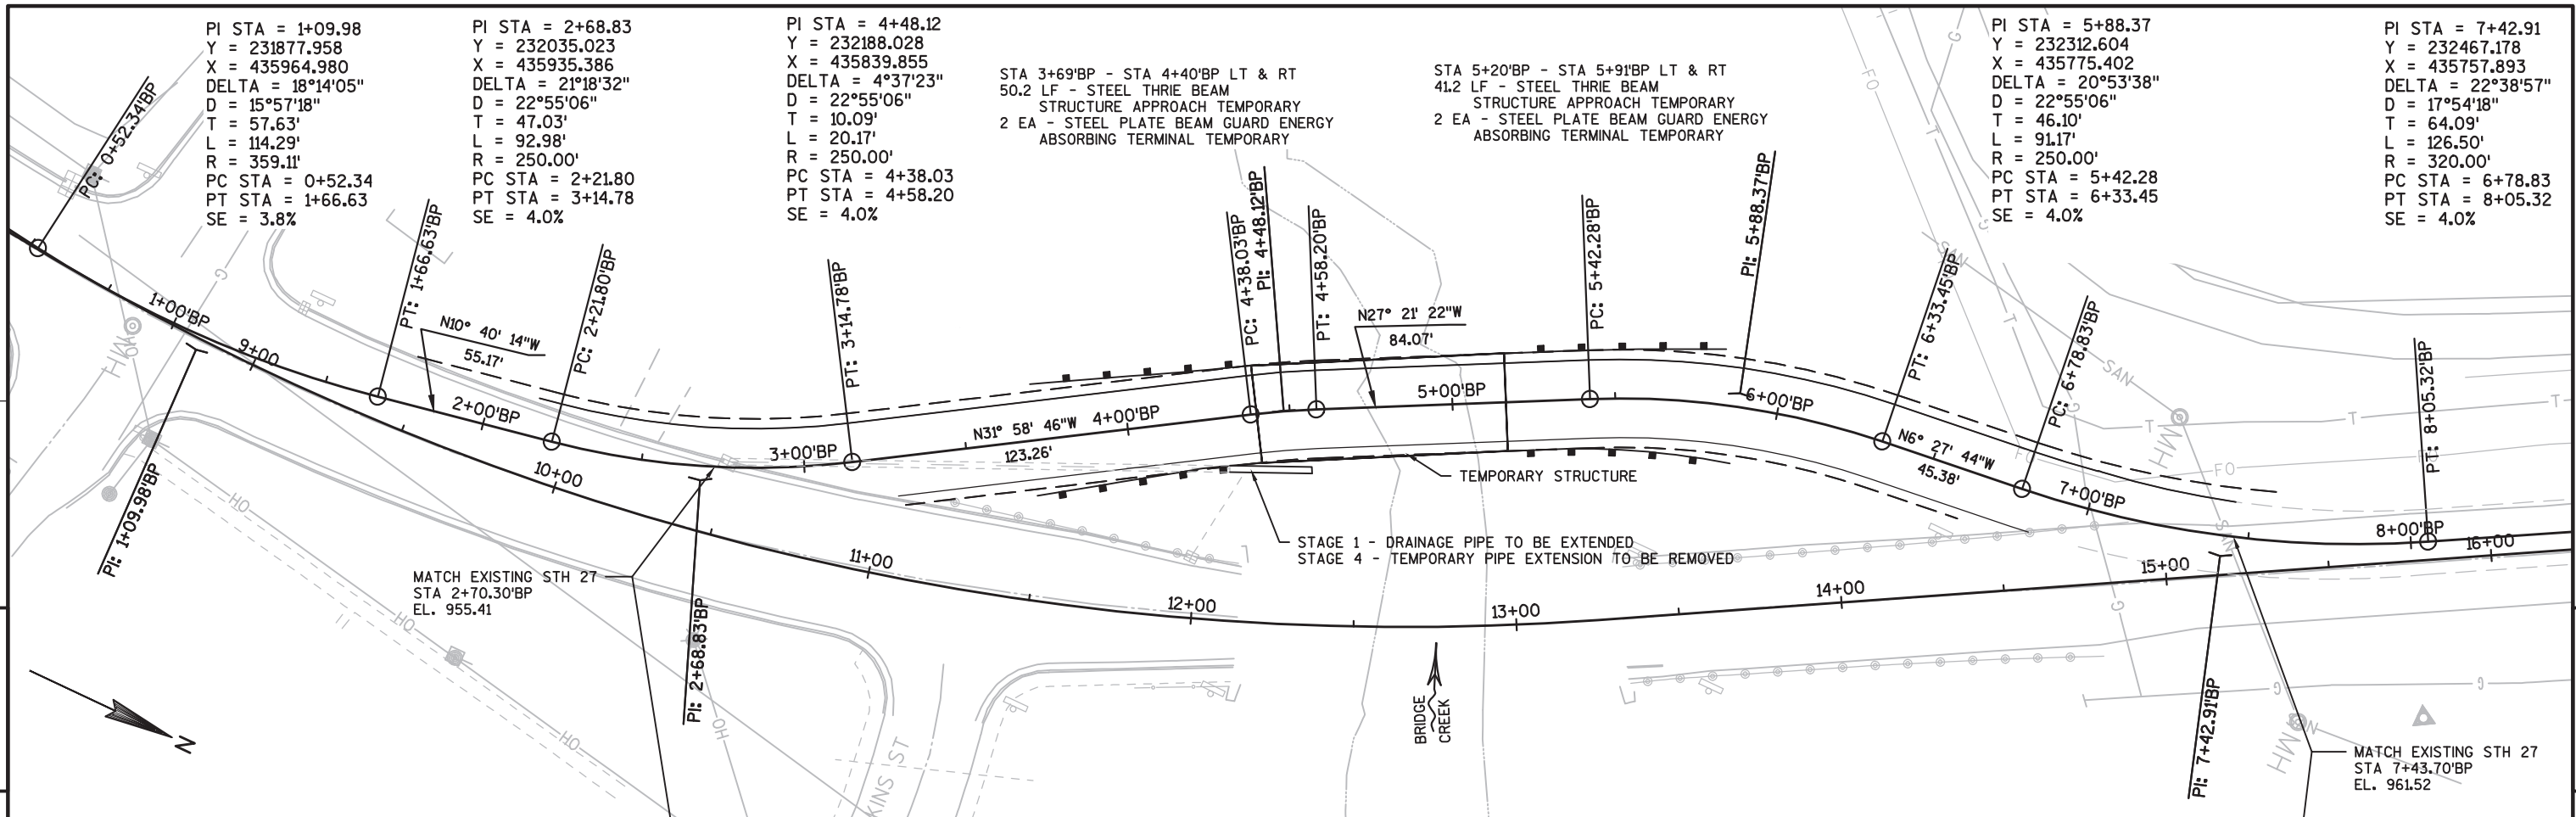 PI STA = 1+09.98
Y = 231877.958
X = 435964.980
DELTA = 18°14'05"
D = 15°57'18"
T = 57.63'
L = 114.29'
R = 359.11'
PC STA = 0+52.34
PT STA = 1+66.63
SE = 3.8%
PI STA = 2+68.83
Y = 232035.023
X = 435935.386
DELTA = 21°18'32"
D = 22°55'06"
T = 47.03'
L = 92.98'
R = 250.00'
PC STA = 2+21.80
PT STA = 3+14.78
SE = 4.0%
PI STA = 4+48.12
Y = 232188.028
X = 435839.855
DELTA = 4°37'23"
D = 22°55'06"
T = 10.09'
L = 20.17'
R = 250.00'
PC STA = 4+38.03
PT STA = 4+58.20
SE = 4.0%
STA 3+69'BP - STA 4+40'BP LT & RT
50.2 LF - STEEL THRIE BEAM
STRUCTURE APPROACH TEMPORARY
2 EA - STEEL PLATE BEAM GUARD ENERGY
ABSORBING TERMINAL TEMPORARY
STA 5+20'BP - STA 5+91'BP LT & RT
41.2 LF - STEEL THRIE BEAM
STRUCTURE APPROACH TEMPORARY
2 EA - STEEL PLATE BEAM GUARD ENERGY
ABSORBING TERMINAL TEMPORARY
PI STA = 5+88.37
Y = 232312.604
X = 435775.402
DELTA = 20°53'38"
D = 22°55'06"
T = 46.10'
L = 91.17'
R = 250.00'
PC STA = 5+42.28
PT STA = 6+33.45
SE = 4.0%
PI STA = 7+42.91
Y = 232467.178
X = 435757.893
DELTA = 22°38'57"
D = 17°54'18"
T = 64.09'
L = 126.50'
R = 320.00'
PC STA = 6+78.83
PT STA = 8+05.32
SE = 4.0%
PC: 0+52.34'BP
PT: 1+66.63'BP
PC: 2+21.80'BP
PT: 3+14.78'BP
PC: 4+38.03'BP
PI: 4+48.12'BP
PT: 4+58.20'BP
PC: 5+42.28'BP
PI: 5+88.37'BP
PT: 6+33.45'BP
PC: 6+78.83'BP
PT: 8+05.32'BP
1+00'BP
9+00
N10° 40' 14"W
55.17'
2+00'BP
3+00'BP
N31° 58' 46"W
123.26'
4+00'BP
N27° 21' 22"W
84.07'
5+00'BP
6+00'BP
N6° 27' 44"W
45.38'
7+00'BP
8+00'BP
16+00
PI: 1+09.98'BP
10+00
11+00
12+00
13+00
14+00
15+00
TEMPORARY STRUCTURE
STAGE 1 - DRAINAGE PIPE TO BE EXTENDED
STAGE 4 - TEMPORARY PIPE EXTENSION TO BE REMOVED
MATCH EXISTING STH 27
STA 2+70.30'BP
EL. 955.41
PI: 2+68.83'BP
BRIDGE
CREEK
PI: 7+42.91'BP
MATCH EXISTING STH 27
STA 7+43.70'BP
EL. 961.52
N
KINS ST
MH
MH
MH
SAN
SAN
SAN
FO
FO
FO
HO
HO
HO
OH
G
G
G
G
G
T
T
T
T